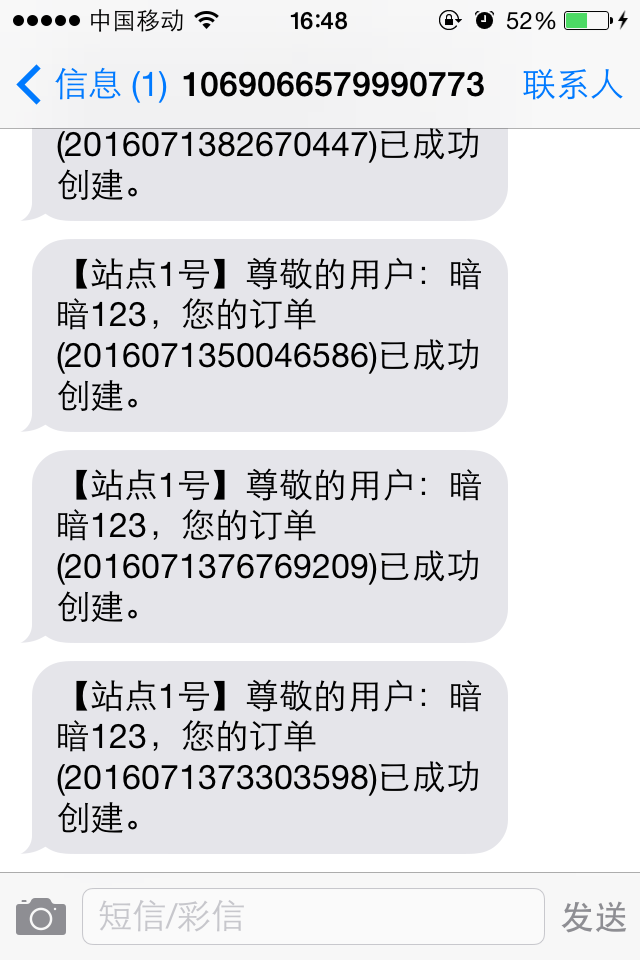 中国移动 16:48 52%
信息 (1) 1069066579990773 联系人
(2016071382670447)已成功
创建。
【站点1号】尊敬的用户：暗
暗123，您的订单
(2016071350046586)已成功
创建。
【站点1号】尊敬的用户：暗
暗123，您的订单
(2016071376769209)已成功
创建。
【站点1号】尊敬的用户：暗
暗123，您的订单
(2016071373303598)已成功
创建。
短信/彩信 发送